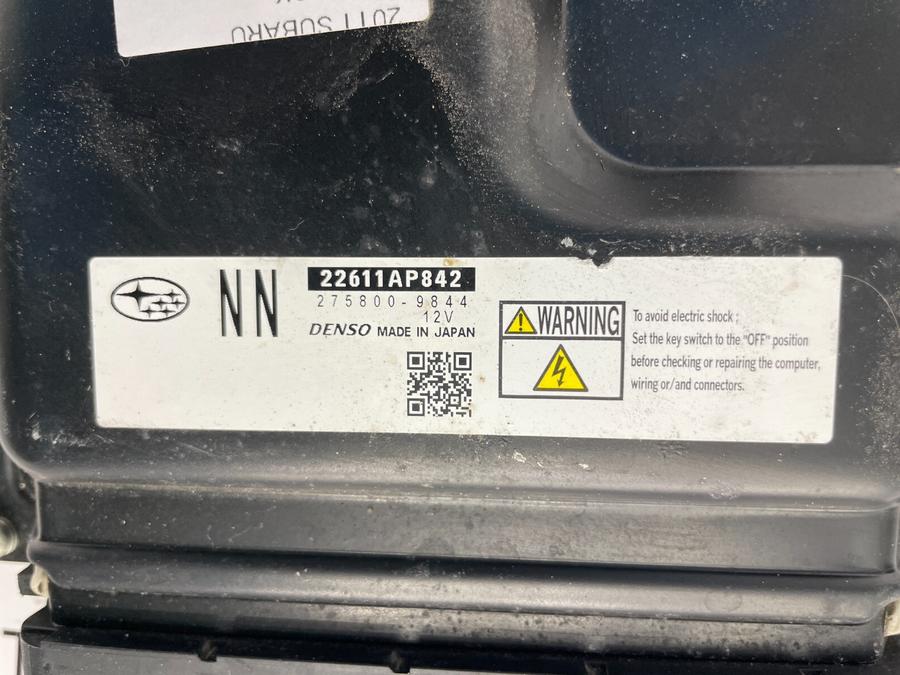 2011 SUBARU
NN
22611AP842
275800-9844
12V
DENSO MADE IN JAPAN
WARNING
To avoid electric shock ;
Set the key switch to the "OFF" position
before checking or repairing the computer,
wiring or/and connectors.